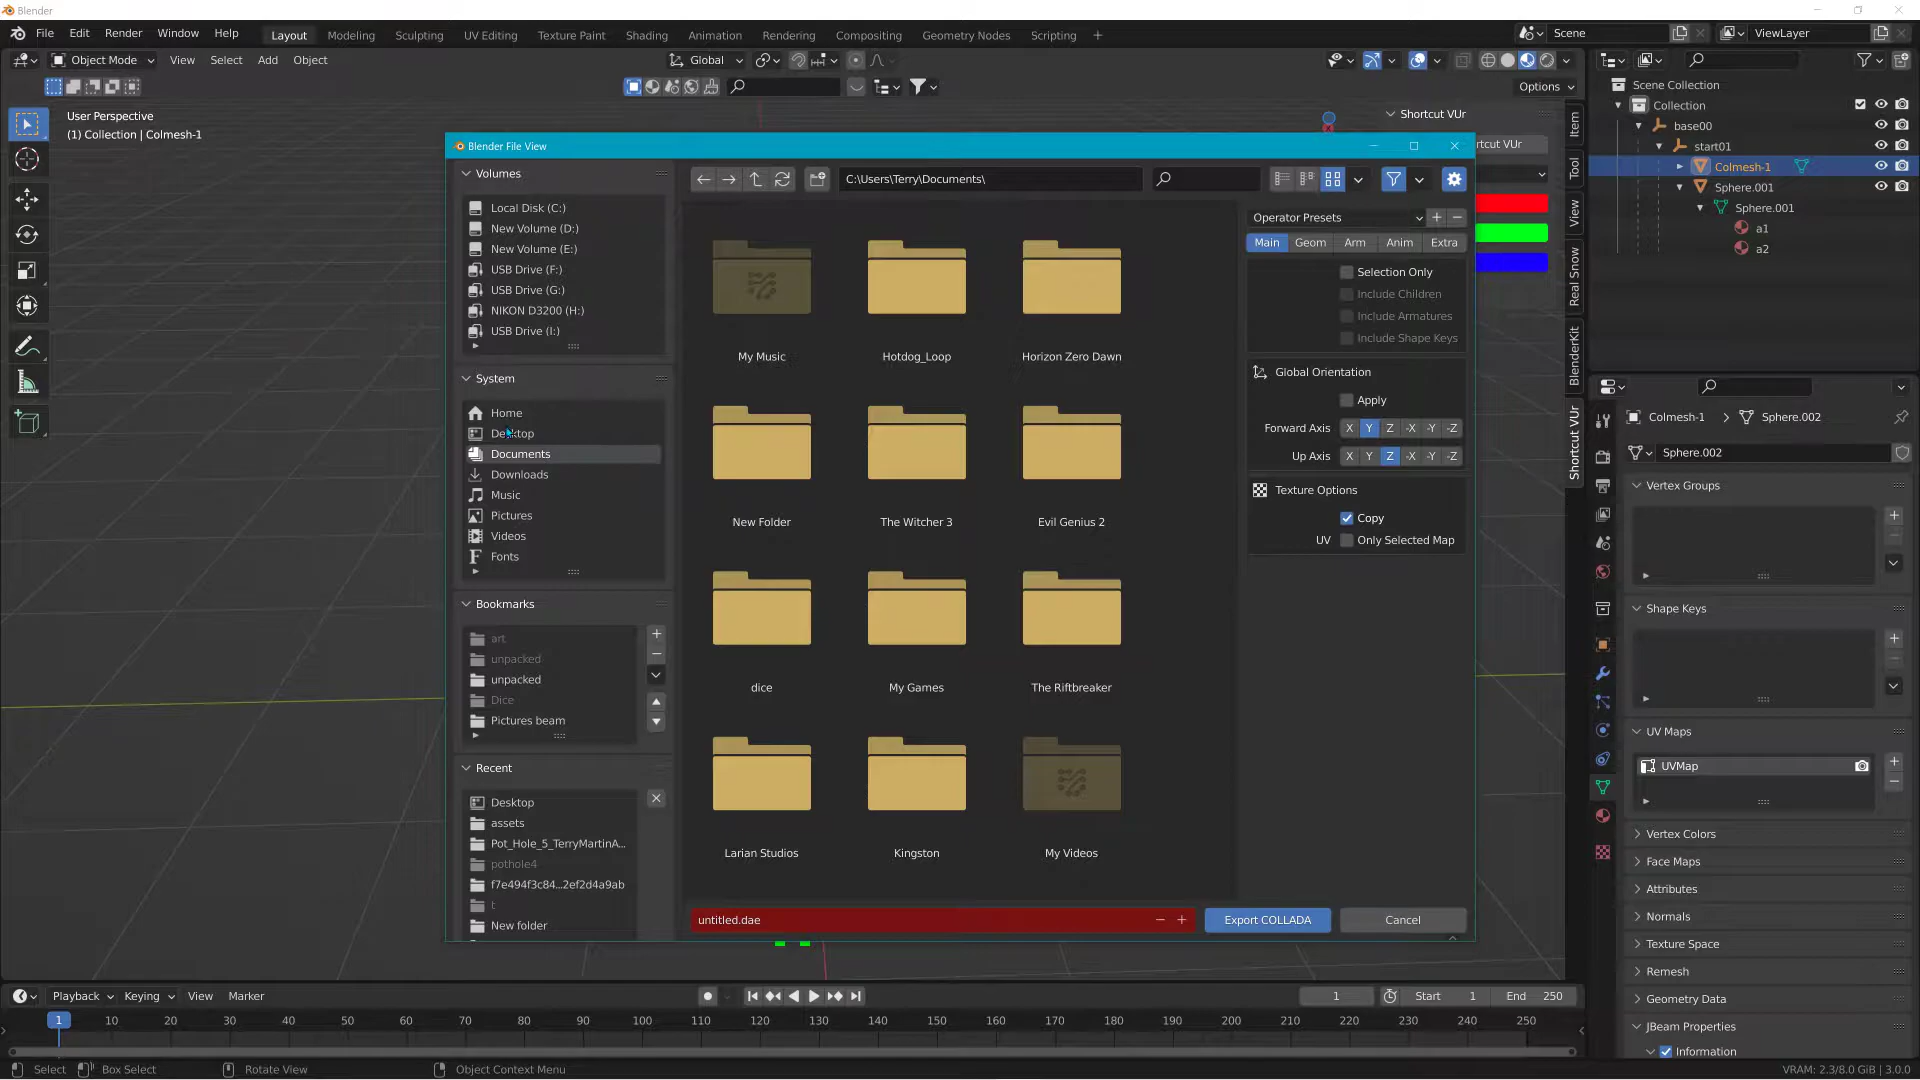 Blender
File Edit Render Window Help
Layout Modeling Sculpting UV Editing Texture Paint Shading Animation Rendering Compositing Geometry Nodes Scripting +
Scene
ViewLayer
Object Mode View Select Add Object
Global
Options
User Perspective
(1) Collection | Colmesh-1
Shortcut VUr
rtcut VUr
Item
Tool
View
Real Snow
BlenderKit
Shortcut VUr
Blender File View
Volumes
Local Disk (C:)
New Volume (D:)
New Volume (E:)
USB Drive (F:)
USB Drive (G:)
NIKON D3200 (H:)
USB Drive (I:)
System
Home
Desktop
Documents
Downloads
Music
Pictures
Videos
Fonts
Bookmarks
art
unpacked
unpacked
Dice
Pictures beam
Recent
Desktop
assets
Pot_Hole_5_TerryMartinA...
pothole4
f7e494f3c84...2ef2d4a9ab
t
New folder
C:\Users\Terry\Documents\
My Music Hotdog_Loop Horizon Zero Dawn
New Folder The Witcher 3 Evil Genius 2
dice My Games The Riftbreaker
Larian Studios Kingston My Videos
untitled.dae
Export COLLADA
Cancel
Operator Presets
Main Geom Arm Anim Extra
Selection Only
Include Children
Include Armatures
Include Shape Keys
Global Orientation
Apply
Forward Axis X Y Z -X -Y -Z
Up Axis X Y Z -X -Y -Z
Texture Options
Copy
UV Only Selected Map
Scene Collection
Collection
base00
start01
Colmesh-1
Sphere.001
Sphere.001
a1
a2
Colmesh-1 > Sphere.002
Sphere.002
Vertex Groups
Shape Keys
UV Maps
UVMap
Vertex Colors
Face Maps
Attributes
Normals
Texture Space
Remesh
Geometry Data
JBeam Properties
Information
Playback Keying View Marker
1
Start 1
End 250
1 10 20 30 40 50 60 70 80 90 100 110 120 130 140 150 160 170 180 190 200 210 220 230 240 250
Select Box Select Rotate View Object Context Menu
VRAM: 2.3/8.0 GiB | 3.0.0